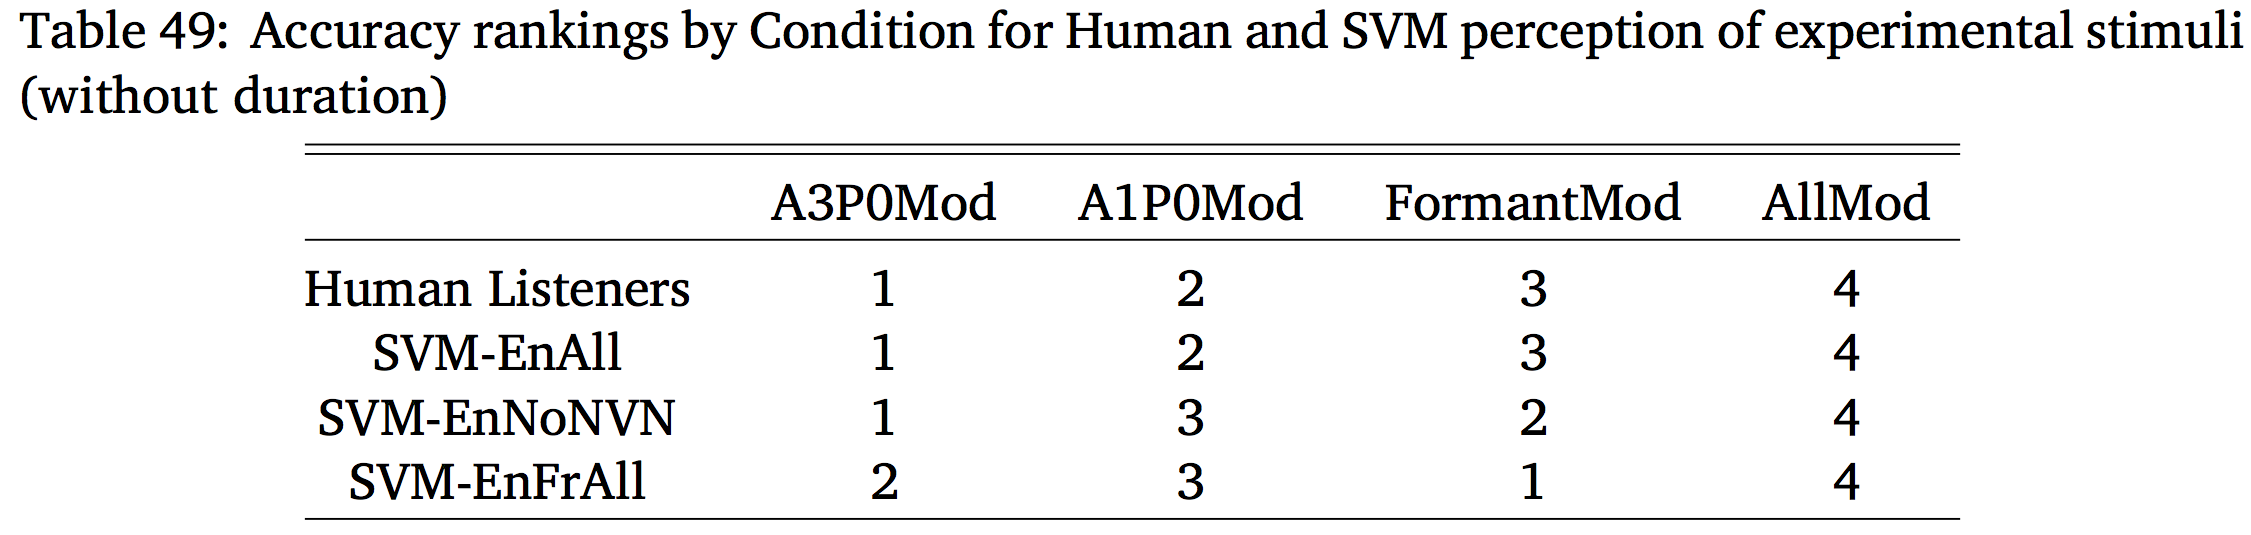 Table 49: Accuracy rankings by Condition for Human and SVM perception of experimental stimuli
(without duration)
A3P0Mod A1P0Mod FormantMod AllMod
Human Listeners 1 2 3 4
SVM-EnAll 1 2 3 4
SVM-EnNoNVN 1 3 2 4
SVM-EnFrAll 2 3 1 4